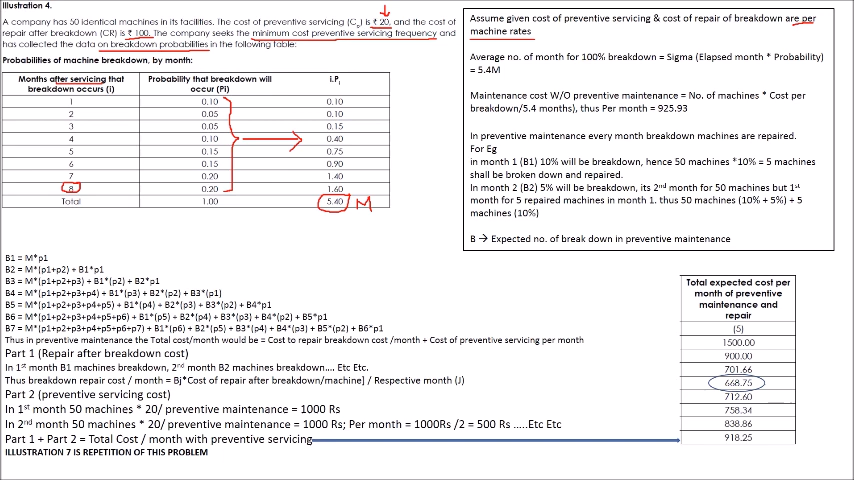 Illustration 4.
A company has 50 identical machines in its facilities. The cost of preventive servicing (Cs) is ₹ 20, and the cost of
repair after breakdown (CR) is ₹ 100. The company seeks the minimum cost preventive servicing frequency and
has collected the data on breakdown probabilities in the following table:
Probabilities of machine breakdown, by month:
Months after servicing that breakdown occurs (i) Probability that breakdown will occur (Pi) i.Pi
1 0.10 0.10
2 0.05 0.10
3 0.05 0.15
4 0.10 0.40
5 0.15 0.75
6 0.15 0.90
7 0.20 1.40
8 0.20 1.60
Total 1.00 5.40 M
Assume given cost of preventive servicing & cost of repair of breakdown are per
machine rates
Average no. of month for 100% breakdown = Sigma (Elapsed month * Probability)
= 5.4M
Maintenance cost W/O preventive maintenance = No. of machines * Cost per
breakdown/5.4 months), thus Per month = 925.93
In preventive maintenance every month breakdown machines are repaired.
For Eg
in month 1 (B1) 10% will be breakdown, hence 50 machines *10% = 5 machines
shall be broken down and repaired.
In month 2 (B2) 5% will be breakdown, its 2nd month for 50 machines but 1st
month for 5 repaired machines in month 1. thus 50 machines (10% + 5%) + 5
machines (10%)
B → Expected no. of break down in preventive maintenance
B1 = M*p1
B2 = M*(p1+p2) + B1*p1
B3 = M*(p1+p2+p3) + B1*(p2) + B2*p1
B4 = M*(p1+p2+p3+p4) + B1*(p3) + B2*(p2) + B3*(p1)
B5 = M*(p1+p2+p3+p4+p5) + B1*(p4) + B2*(p3) + B3*(p2) + B4*p1
B6 = M*(p1+p2+p3+p4+p5+p6) + B1*(p5) + B2*(p4) + B3*(p3) + B4*(p2) + B5*p1
B7 = M*(p1+p2+p3+p4+p5+p6+p7) + B1*(p6) + B2*(p5) + B3*(p4) + B4*(p3) + B5*(p2) + B6*p1
Thus in preventive maintenance the Total cost/month would be = Cost to repair breakdown cost /month + Cost of preventive servicing per month
Part 1 (Repair after breakdown cost)
In 1st month B1 machines breakdown, 2nd month B2 machines breakdown.... Etc Etc.
Thus breakdown repair cost / month = Bj*Cost of repair after breakdown/machine] / Respective month (J)
Part 2 (preventive servicing cost)
In 1st month 50 machines * 20/ preventive maintenance = 1000 Rs
In 2nd month 50 machines * 20/ preventive maintenance = 1000 Rs; Per month = 1000Rs /2 = 500 Rs .....Etc Etc
Part 1 + Part 2 = Total Cost / month with preventive servicing
ILLUSTRATION 7 IS REPETITION OF THIS PROBLEM
Total expected cost per
month of preventive
maintenance and
repair
(5)
1500.00
900.00
701.66
668.75
712.60
758.34
838.86
918.25